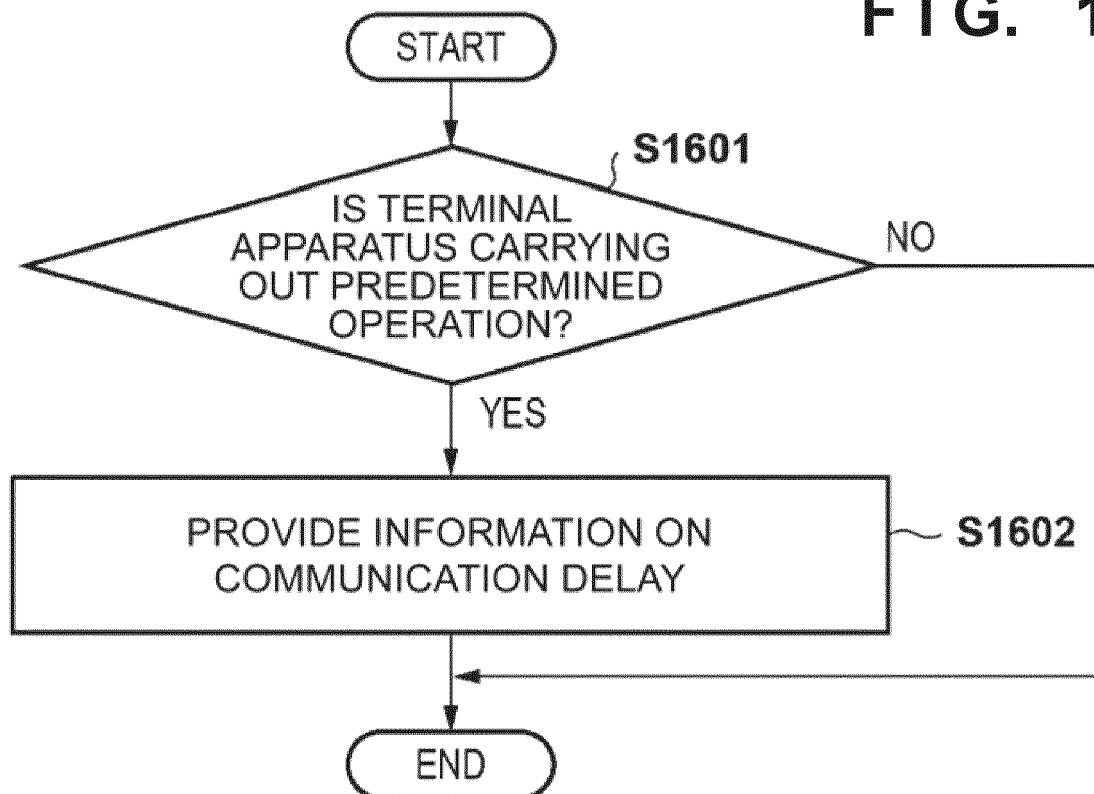 FIG. 1
START
S1601
IS TERMINAL
APPARATUS CARRYING
OUT PREDETERMINED
OPERATION?
NO
YES
PROVIDE INFORMATION ON
COMMUNICATION DELAY
S1602
END